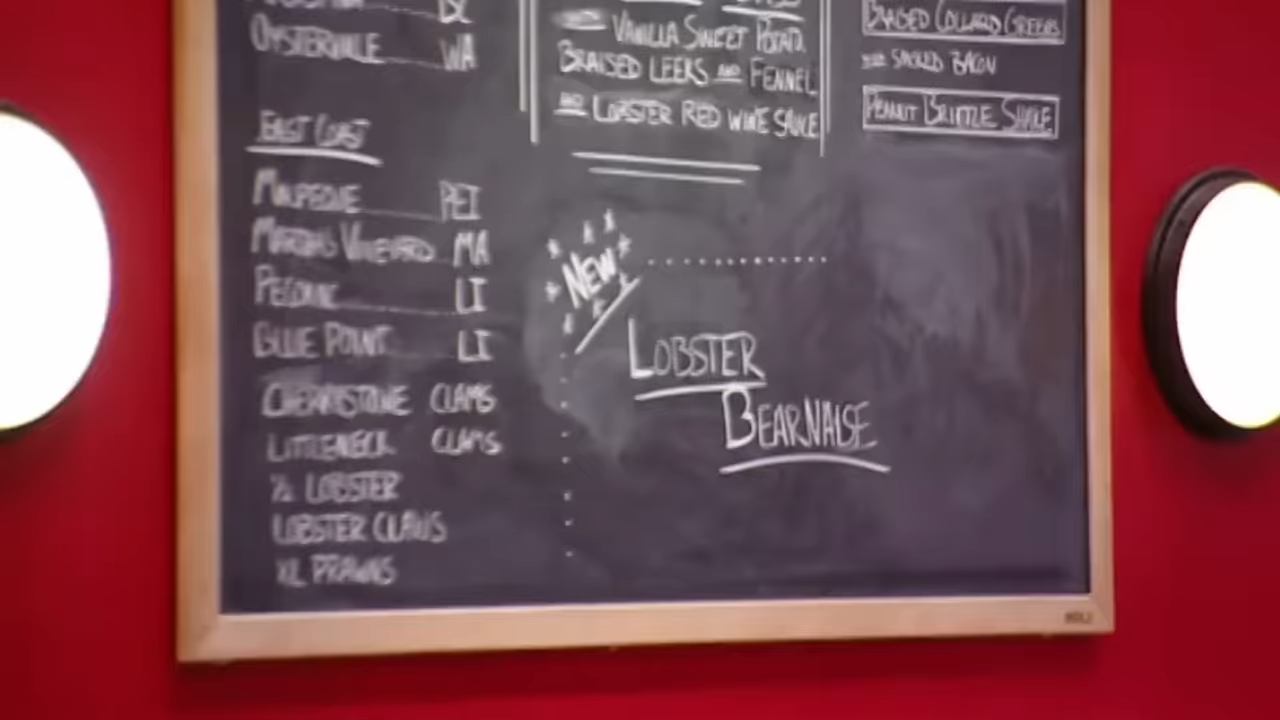 BC
OYSTERVILLE WA
EAST COAST
MALPEQUE PEI
MARTHAS VINEYARD MA
PECONIC LI
BLUE POINT LI
CHERRYSTONE CLAMS
LITTLENECK CLAMS
½ LOBSTER
LOBSTER CLAWS
XL PRAWNS
VANILLA SWEET POTATO,
BRAISED LEEKS AND FENNEL
AND LOBSTER RED WINE SAUCE
NEW
LOBSTER
BEARNAISE
BRAISED COLLARD GREENS
BACON
PEANUT BRITTLE SHAKE